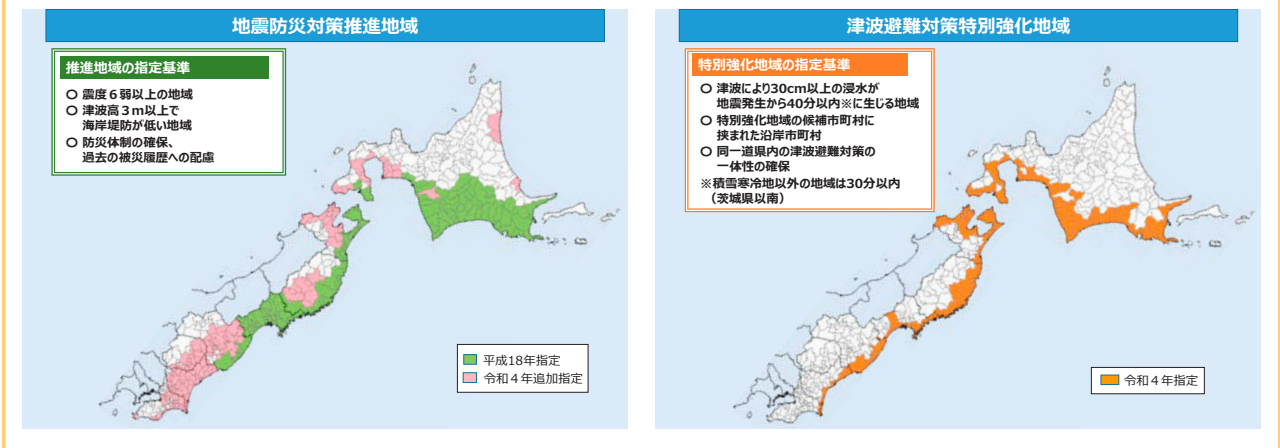 地震防災対策推進地域
推進地域の指定基準
○ 震度６弱以上の地域
○ 津波高３ｍ以上で
海岸堤防が低い地域
○ 防災体制の確保、
過去の被災履歴への配慮
平成18年指定
令和４年追加指定
津波避難対策特別強化地域
特別強化地域の指定基準
○ 津波により30cm以上の浸水が
地震発生から40分以内※に生じる地域
○ 特別強化地域の候補市町村に
挟まれた沿岸市町村
○ 同一道県内の津波避難対策の
一体性の確保
※積雪寒冷地以外の地域は30分以内
（茨城県以南）
令和４年指定